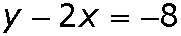 y − 2x = −8